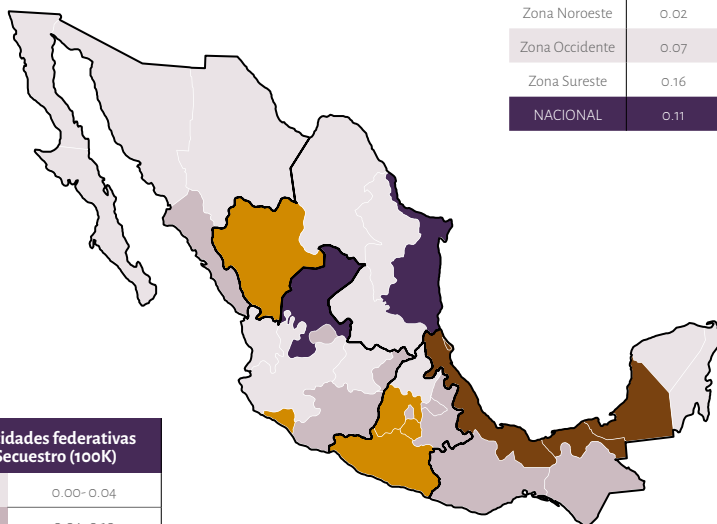 Zona Noroeste 0.02
Zona Occidente 0.07
Zona Sureste 0.16
NACIONAL 0.11
idades federativas
Secuestro (100K)
0.00-0.04